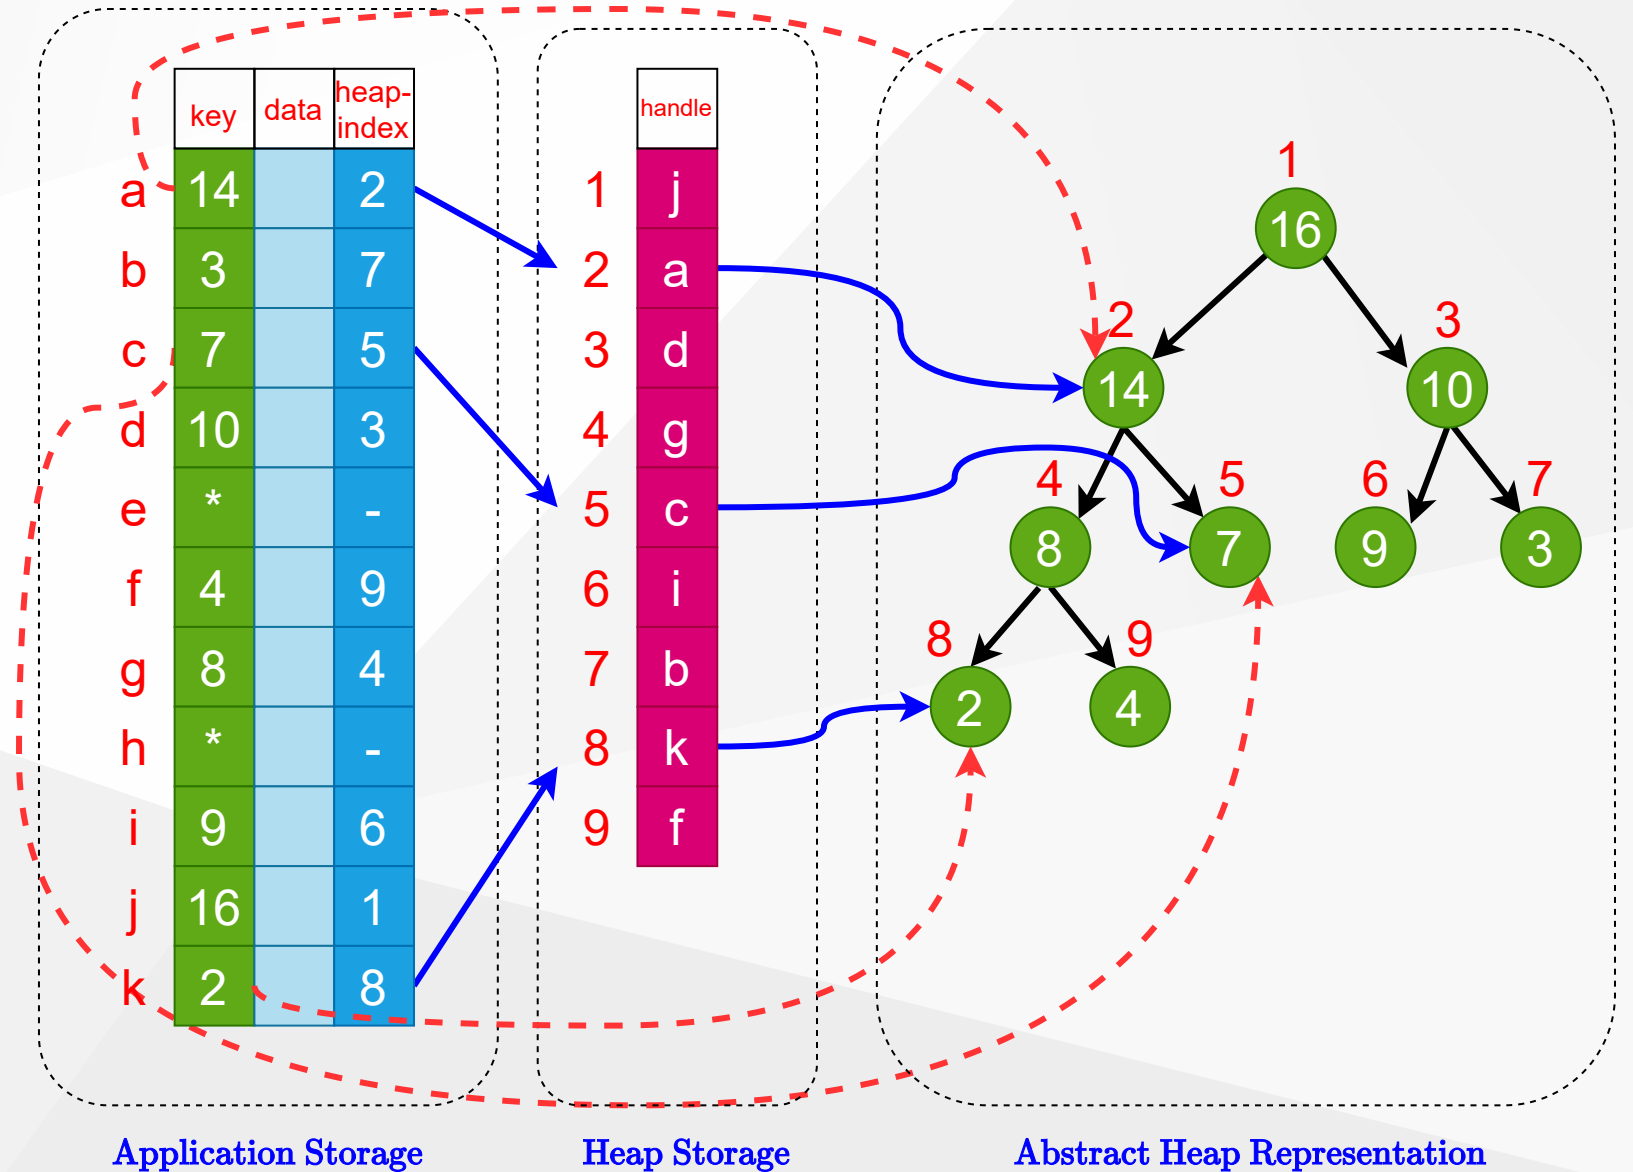 key data heap-
index
a 14 2
b 3 7
c 7 5
d 10 3
e * -
f 4 9
g 8 4
h * -
i 9 6
j 16 1
k 2 8
handle
1 j
2 a
3 d
4 g
5 c
6 i
7 b
8 k
9 f
1
16
2 3
14 10
4 5 6 7
8 7 9 3
8 9
2 4
Application Storage
Heap Storage
Abstract Heap Representation